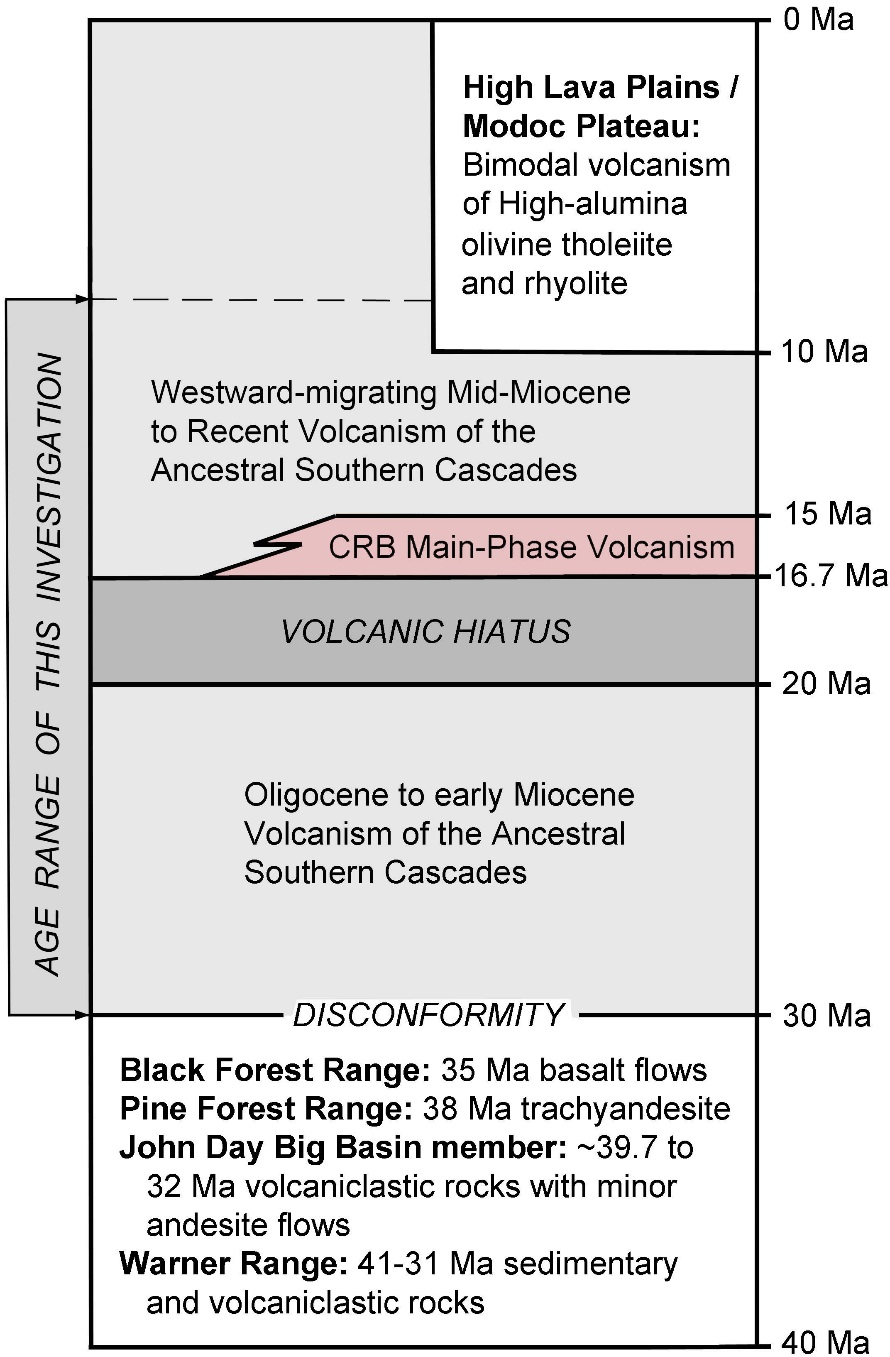 0 Ma
High Lava Plains /
Modoc Plateau:
Bimodal volcanism
of High-alumina
olivine tholeiite
and rhyolite
10 Ma
AGE RANGE OF THIS INVESTIGATION
Westward-migrating Mid-Miocene
to Recent Volcanism of the
Ancestral Southern Cascades
15 Ma
CRB Main-Phase Volcanism
16.7 Ma
VOLCANIC HIATUS
20 Ma
Oligocene to early Miocene
Volcanism of the Ancestral
Southern Cascades
DISCONFORMITY
30 Ma
Black Forest Range: 35 Ma basalt flows
Pine Forest Range: 38 Ma trachyandesite
John Day Big Basin member: ~39.7 to
32 Ma volcaniclastic rocks with minor
andesite flows
Warner Range: 41-31 Ma sedimentary
and volcaniclastic rocks
40 Ma